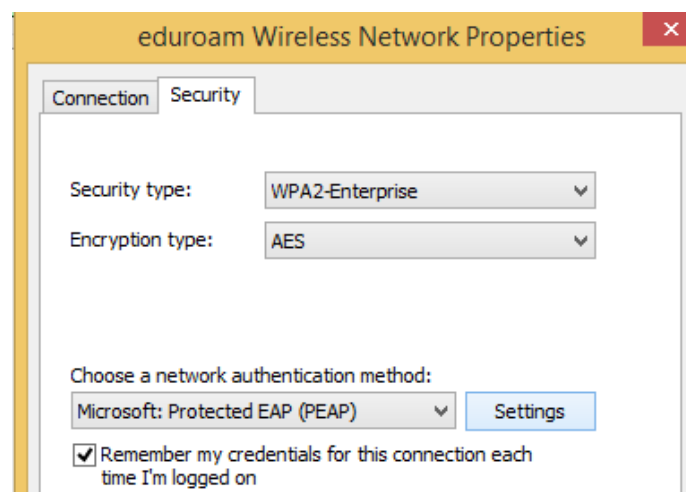 eduroam Wireless Network Properties
Connection
Security
Security type:
WPA2-Enterprise
Encryption type:
AES
Choose a network authentication method:
Microsoft: Protected EAP (PEAP)
Settings
Remember my credentials for this connection each
time I'm logged on